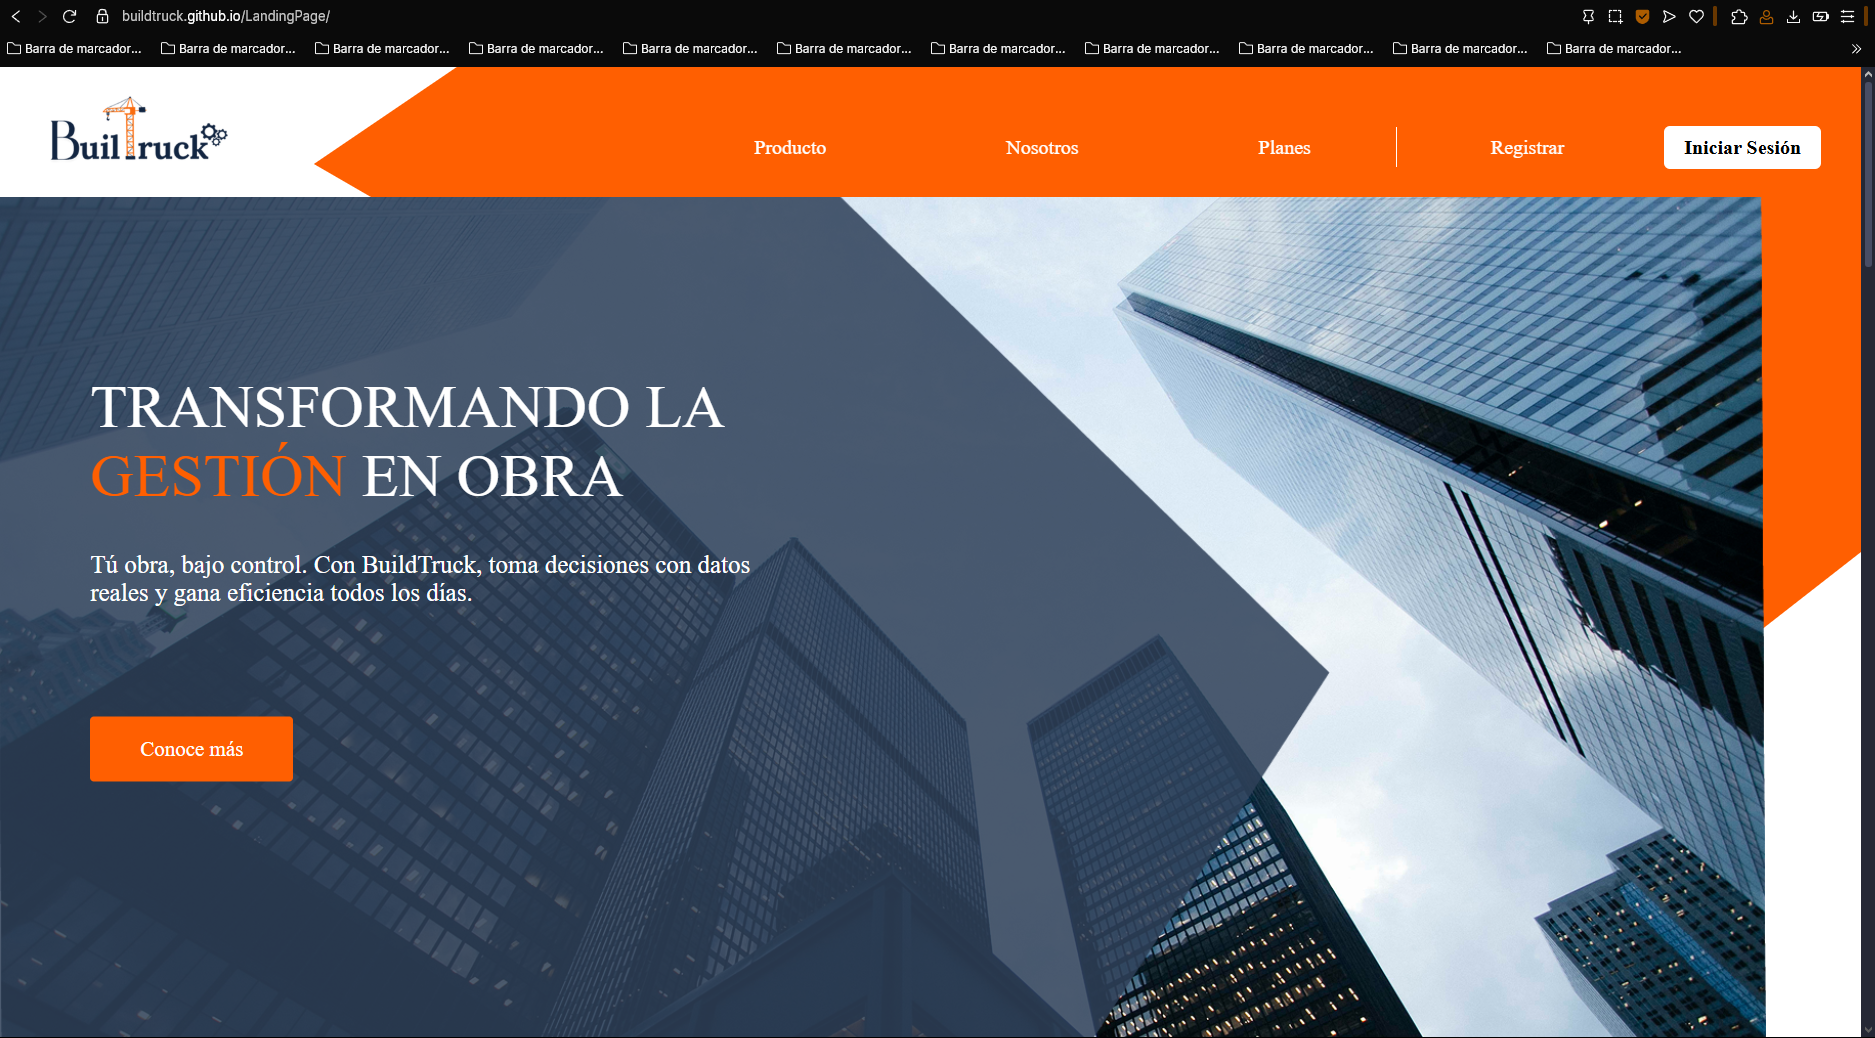 buildtruck.github.io/LandingPage/
Barra de marcador... Barra de marcador... Barra de marcador... Barra de marcador... Barra de marcador... Barra de marcador... Barra de marcador... Barra de marcador... Barra de marcador... Barra de marcador... Barra de marcador...
BuilTruck
Producto Nosotros Planes Registrar Iniciar Sesión
TRANSFORMANDO LA
GESTIÓN EN OBRA
Tú obra, bajo control. Con BuildTruck, toma decisiones con datos
reales y gana eficiencia todos los días.
Conoce más